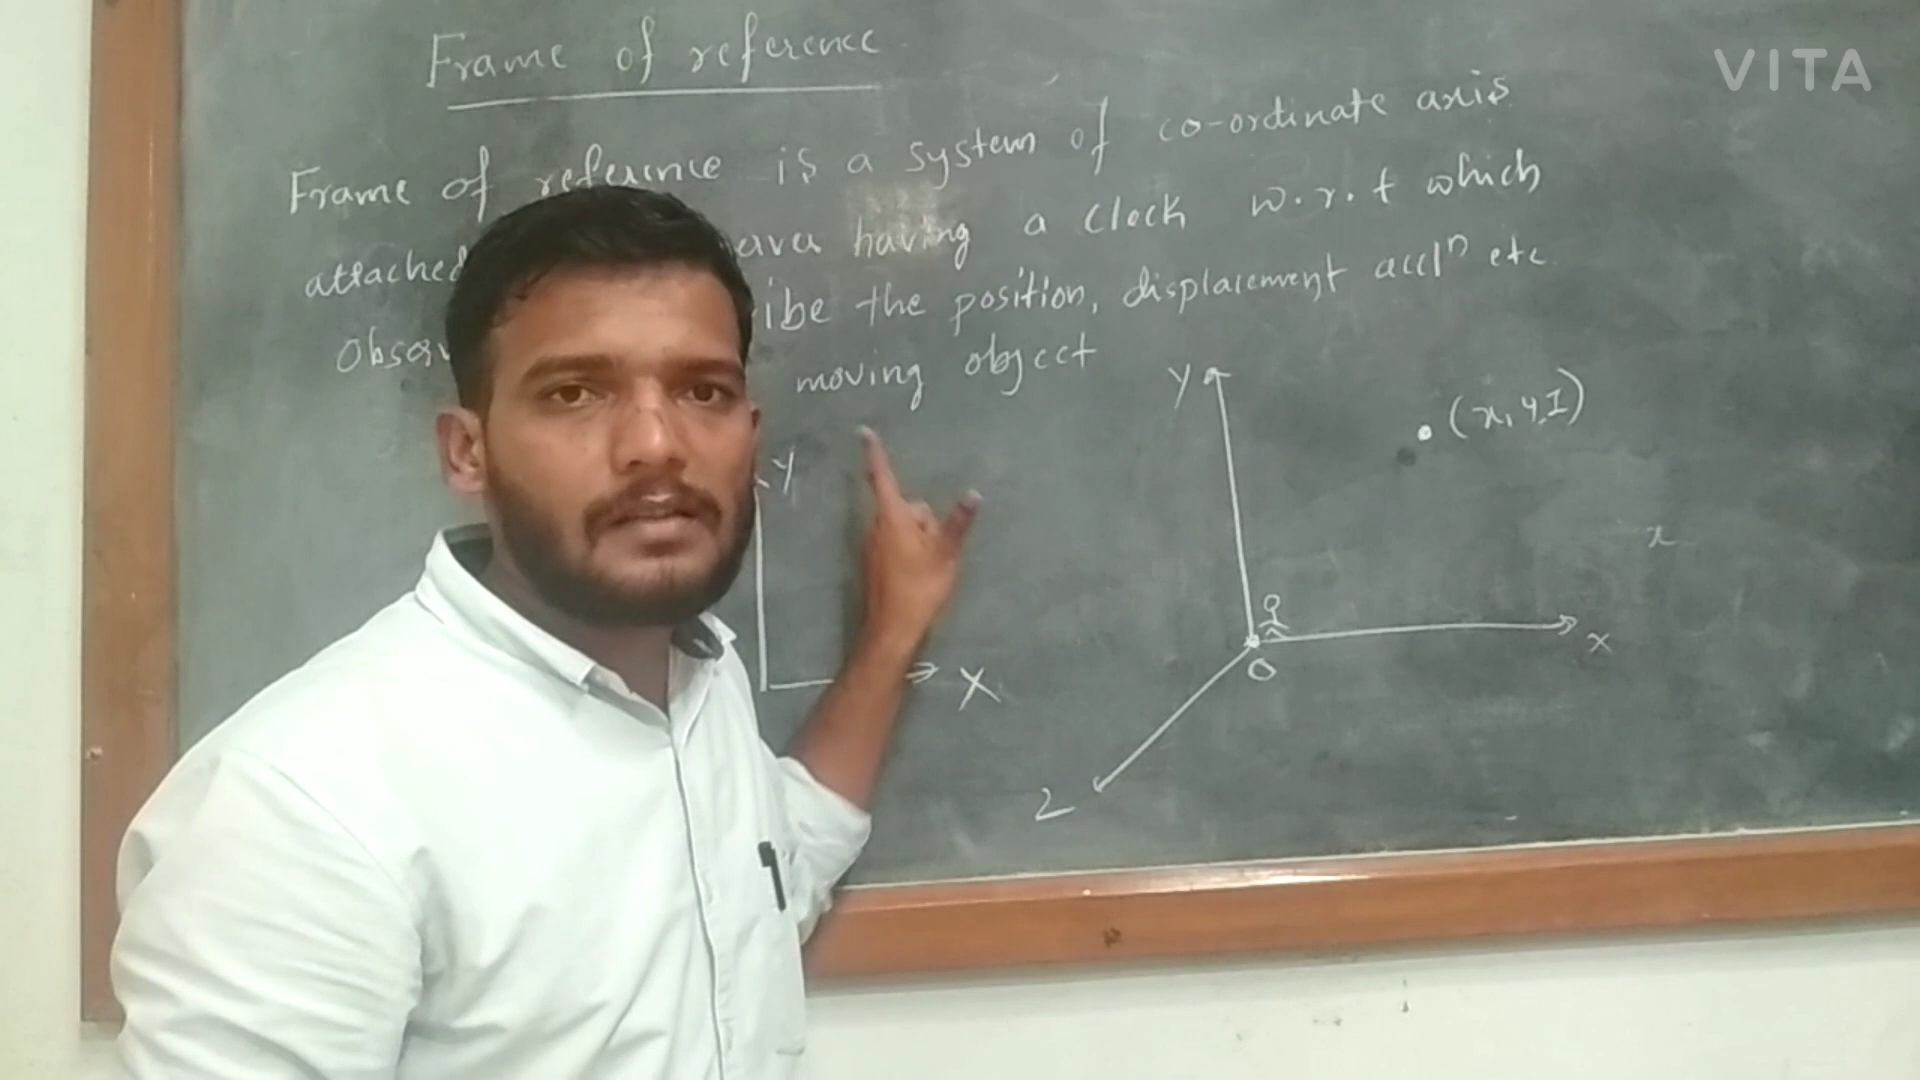 VITA
Frame of reference
Frame of reference is a system of co-ordinate axis
attached having a clock w.r.t which
the position, displacement accl^n etc.
moving object
Y
X
Y
(x, y, z)
x
O
x
Z